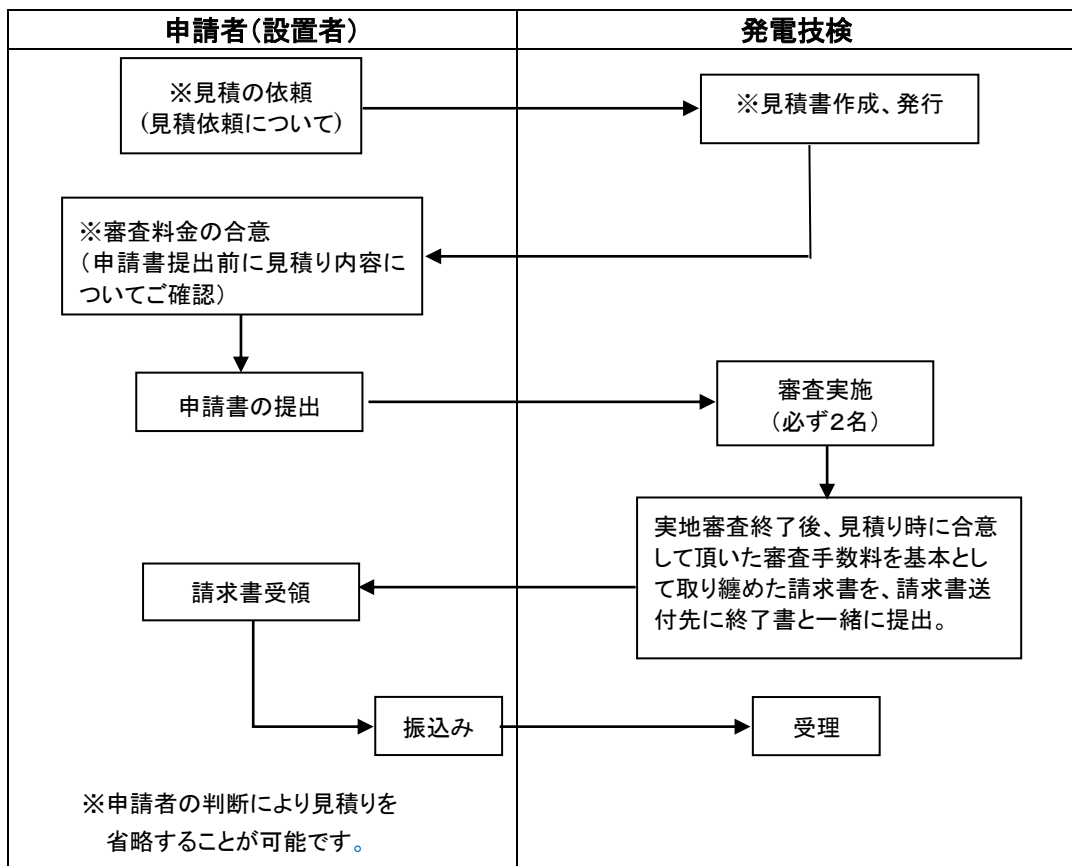 申請者(設置者)
発電技検
※見積の依頼
(見積依頼について)
※見積書作成、発行
※審査料金の合意
(申請書提出前に見積り内容に
ついてご確認)
申請書の提出
審査実施
(必ず2名)
実地審査終了後、見積り時に合意
して頂いた審査手数料を基本とし
て取り纏めた請求書を、請求書送
付先に終了書と一緒に提出。
請求書受領
振込み
受理
※申請者の判断により見積りを
省略することが可能です。